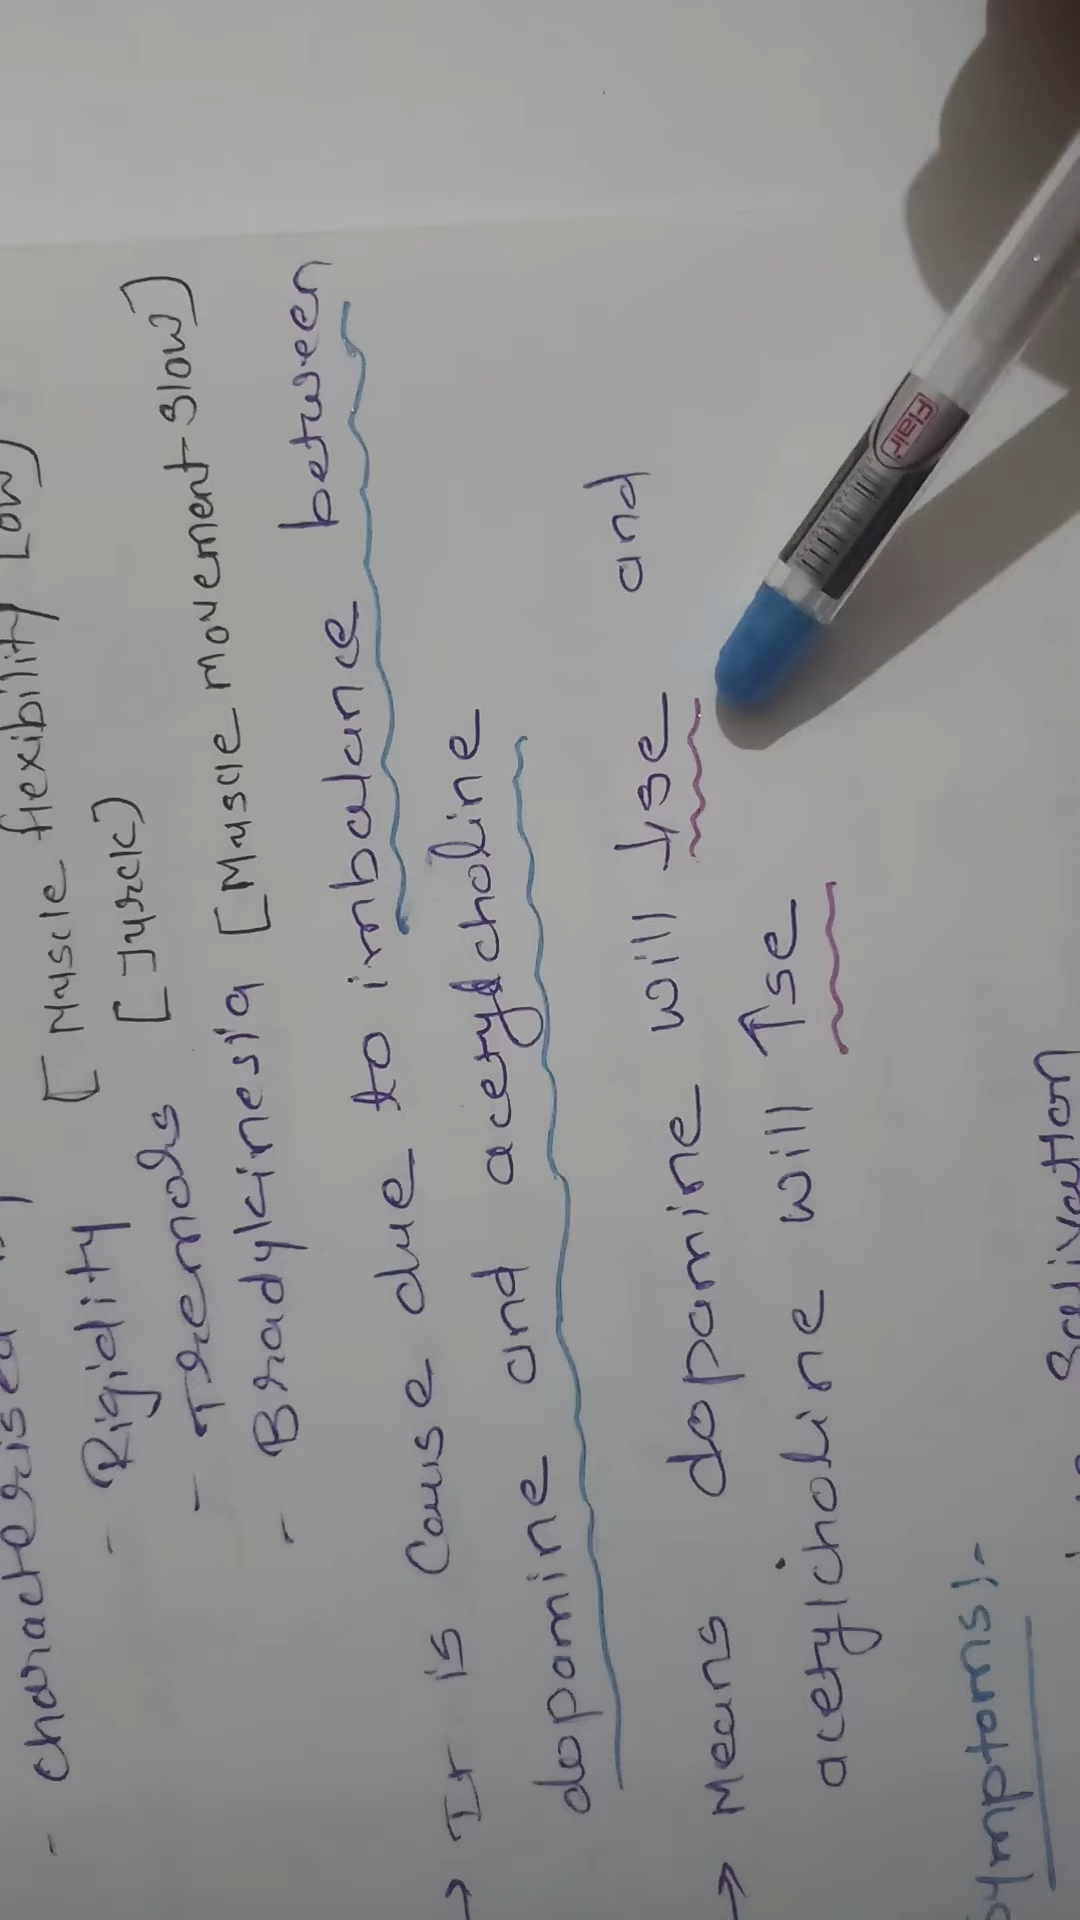 - characterised
- Rigidity [Muscle flexibility Low]
- Tremors [Jurck]
- Bradykinesia [Muscle movement-Slow]
→ It is Cause due to imbalance between
dopamine and acetylcholine
→ Means dopamine will ↓se and
acetylcholine will ↑se
Symptoms:-
Salivation
Flair